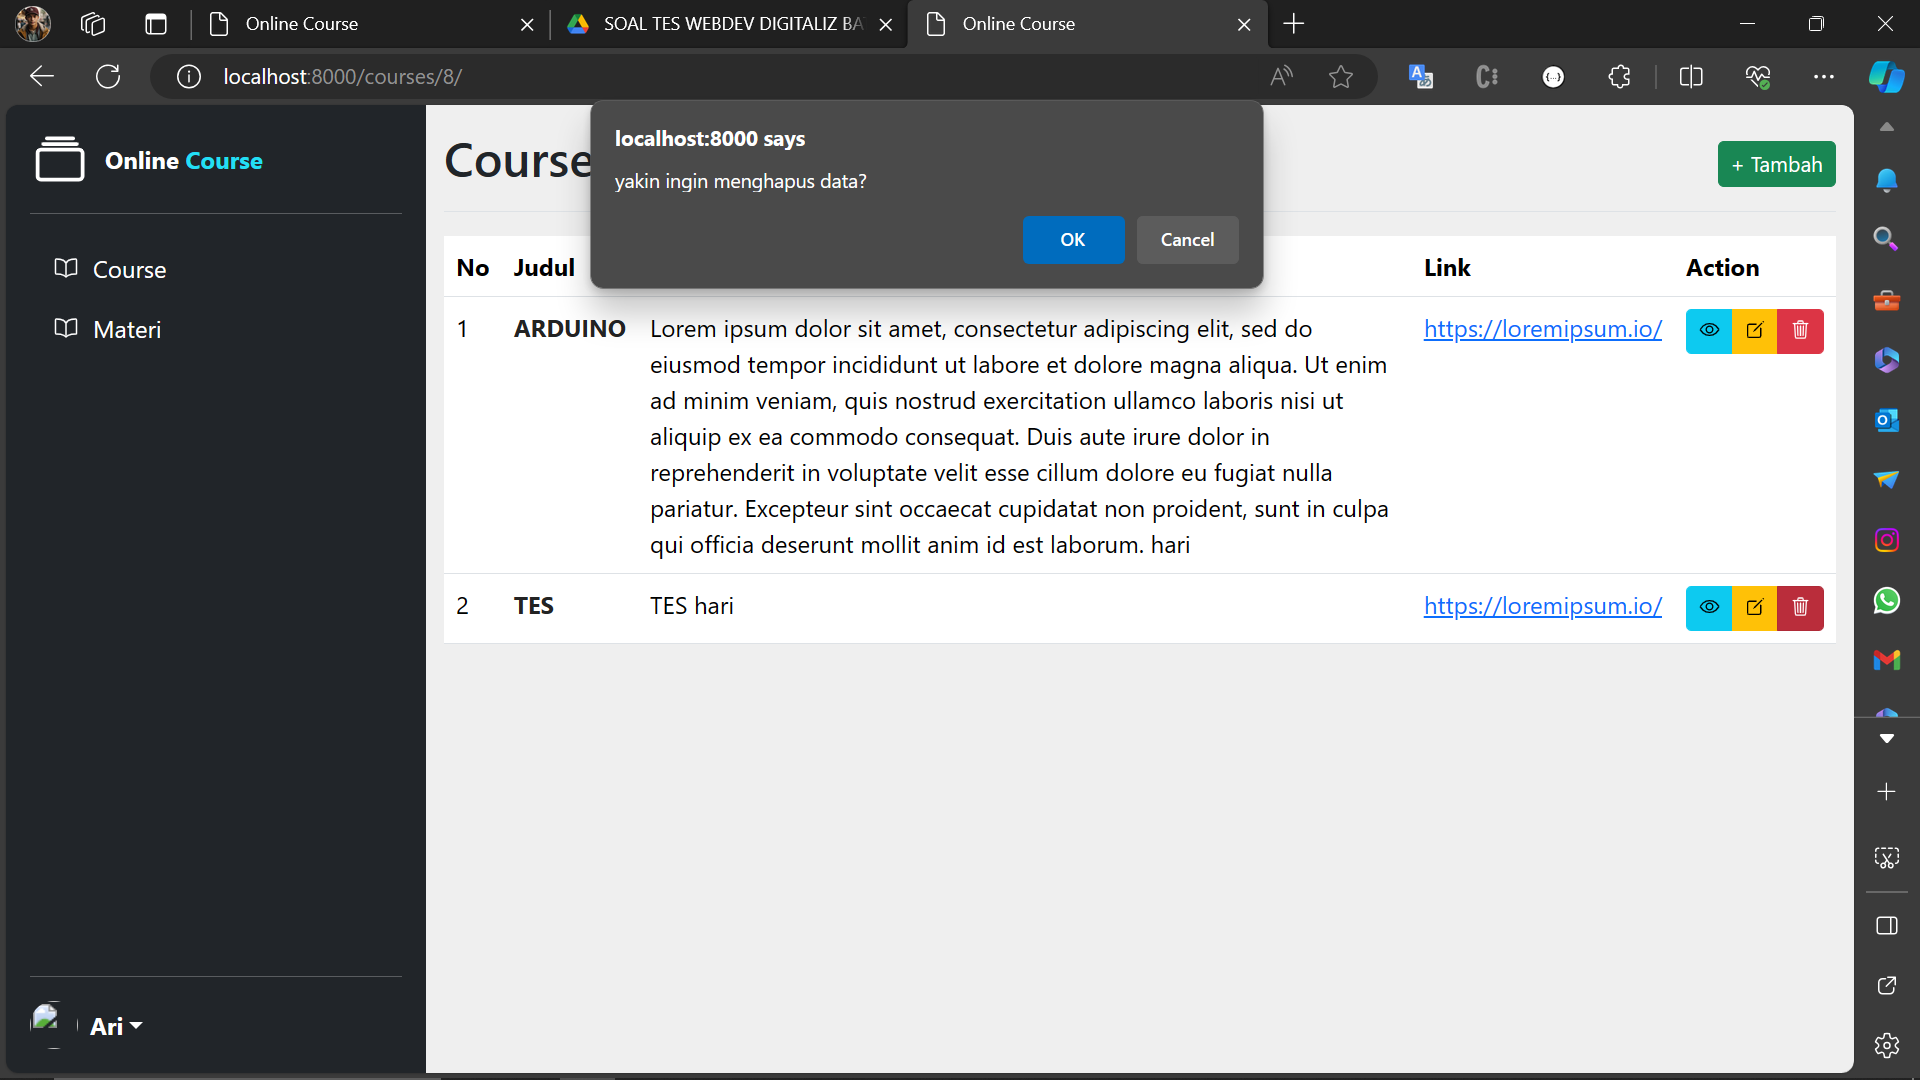 Online Course
SOAL TES WEBDEV DIGITALIZ BA
Online Course
localhost:8000/courses/8/
Online Course
Course
Materi
Ari
Course
+ Tambah
localhost:8000 says
yakin ingin menghapus data?
OK
Cancel
No Judul Link Action
1 ARDUINO Lorem ipsum dolor sit amet, consectetur adipiscing elit, sed do https://loremipsum.io/
eiusmod tempor incididunt ut labore et dolore magna aliqua. Ut enim
ad minim veniam, quis nostrud exercitation ullamco laboris nisi ut
aliquip ex ea commodo consequat. Duis aute irure dolor in
reprehenderit in voluptate velit esse cillum dolore eu fugiat nulla
pariatur. Excepteur sint occaecat cupidatat non proident, sunt in culpa
qui officia deserunt mollit anim id est laborum. hari
2 TES TES hari https://loremipsum.io/